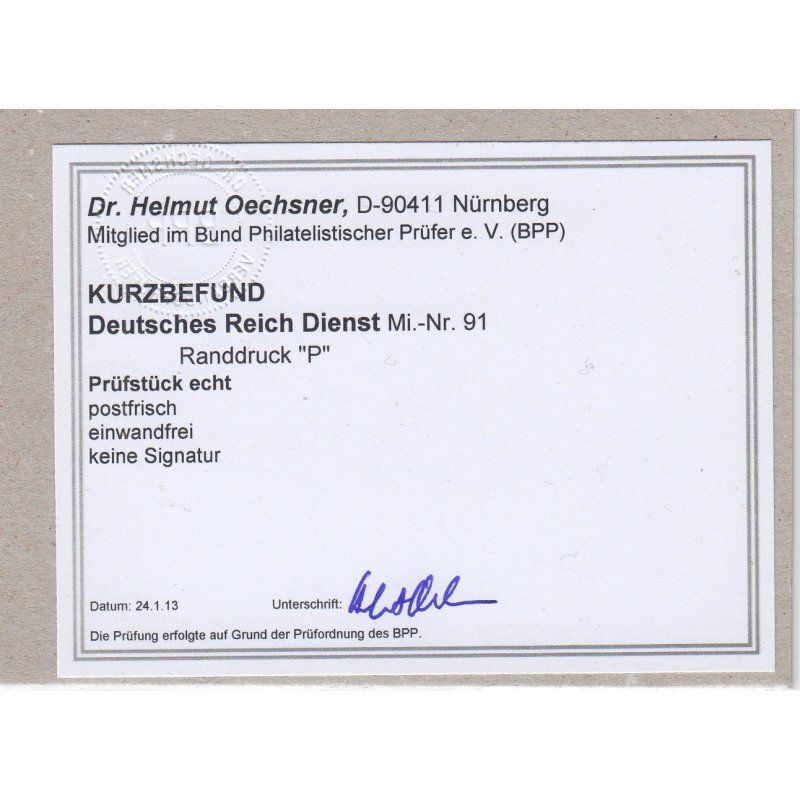 Dr. Helmut Oechsner, D-90411 Nürnberg
Mitglied im Bund Philatelistischer Prüfer e. V. (BPP)
KURZBEFUND
Deutsches Reich Dienst Mi.-Nr. 91
Randdruck "P"
Prüfstück echt
postfrisch
einwandfrei
keine Signatur
Datum: 24.1.13 Unterschrift:
Die Prüfung erfolgte auf Grund der Prüfordnung des BPP.